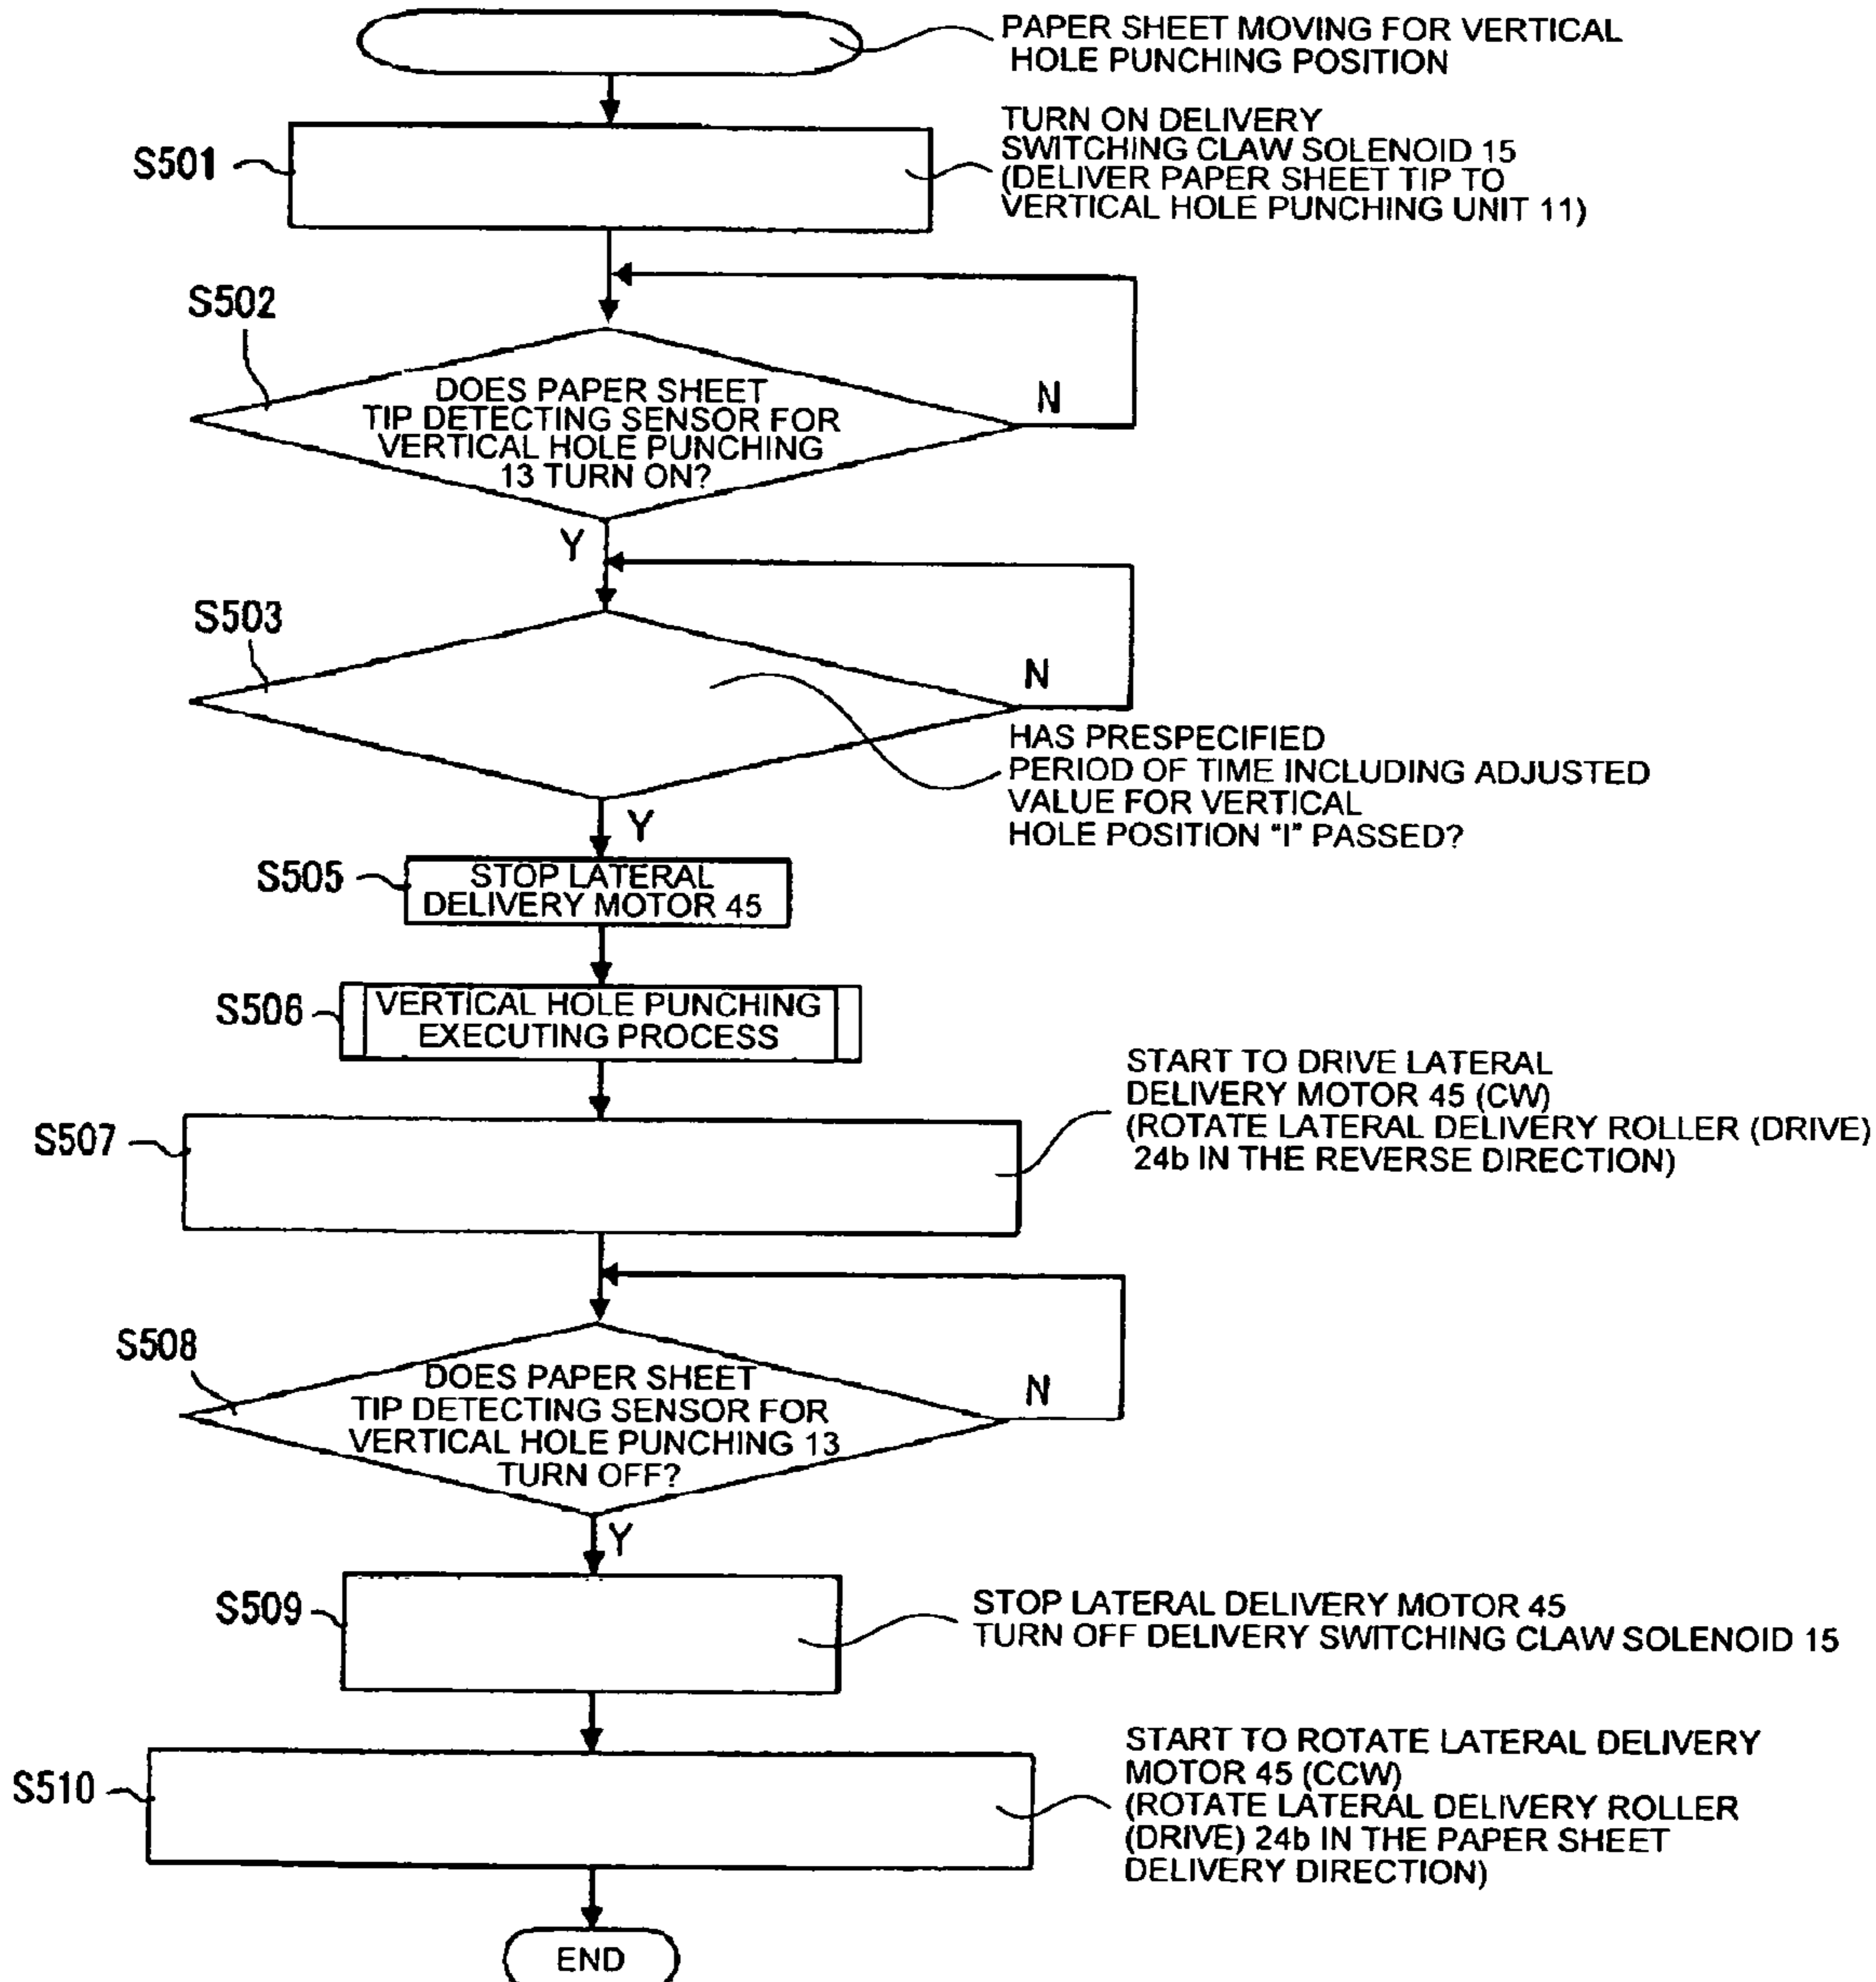 PAPER SHEET MOVING FOR VERTICAL
HOLE PUNCHING POSITION
S501
TURN ON DELIVERY
SWITCHING CLAW SOLENOID 15
(DELIVER PAPER SHEET TIP TO
VERTICAL HOLE PUNCHING UNIT 11)
S502
DOES PAPER SHEET
TIP DETECTING SENSOR FOR
VERTICAL HOLE PUNCHING
13 TURN ON?
N
Y
S503
N
HAS PRESPECIFIED
PERIOD OF TIME INCLUDING ADJUSTED
VALUE FOR VERTICAL
HOLE POSITION "I" PASSED?
Y
S505
STOP LATERAL
DELIVERY MOTOR 45
S506
VERTICAL HOLE PUNCHING
EXECUTING PROCESS
S507
START TO DRIVE LATERAL
DELIVERY MOTOR 45 (CW)
(ROTATE LATERAL DELIVERY ROLLER (DRIVE)
24b IN THE REVERSE DIRECTION)
S508
DOES PAPER SHEET
TIP DETECTING SENSOR FOR
VERTICAL HOLE PUNCHING 13
TURN OFF?
N
Y
S509
STOP LATERAL DELIVERY MOTOR 45
TURN OFF DELIVERY SWITCHING CLAW SOLENOID 15
S510
START TO ROTATE LATERAL DELIVERY
MOTOR 45 (CCW)
(ROTATE LATERAL DELIVERY ROLLER
(DRIVE) 24b IN THE PAPER SHEET
DELIVERY DIRECTION)
END